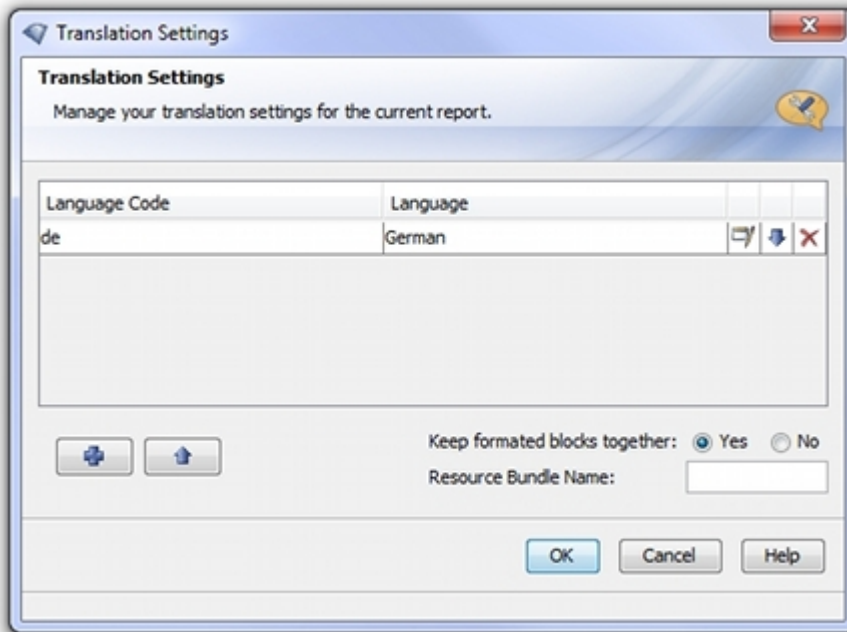 Translation Settings
Translation Settings
Manage your translation settings for the current report.
Language Code Language
de German
Keep formated blocks together: Yes No
Resource Bundle Name:
OK Cancel Help